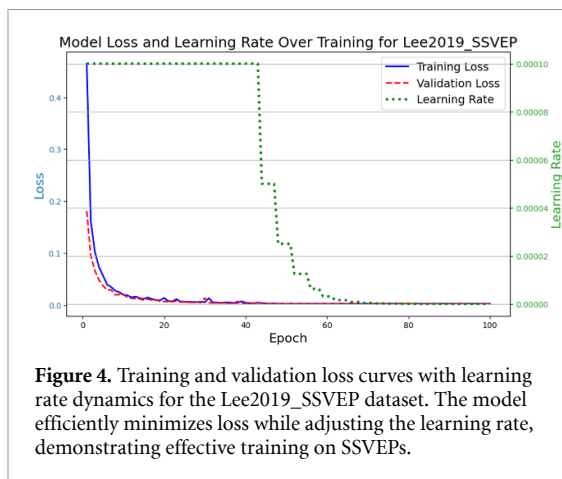 Model Loss and Learning Rate Over Training for Lee2019_SSVEP
Training Loss
Validation Loss
Learning Rate
Loss
0.4
0.3
0.2
0.1
0.0
0.00010
0.00008
0.00006
0.00004
0.00002
0.00000
Learning Rate
0
20
40
60
80
100
Epoch
Figure 4. Training and validation loss curves with learning
rate dynamics for the Lee2019_SSVEP dataset. The model
efficiently minimizes loss while adjusting the learning rate,
demonstrating effective training on SSVEPs.